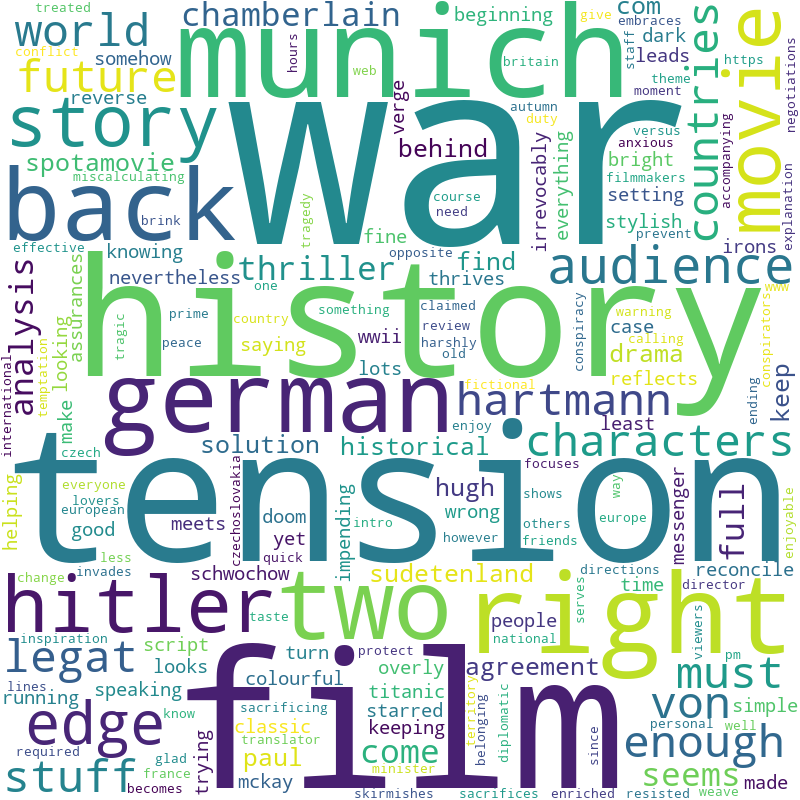 treated
conflict
chamberlain
beginning
com
give
embraces
world
somehow
hours
munich
web
britain
staff
dark
leads
theme
https
moment
countries
movie
negotiations
future
reverse
verge
autumn
duty
versus
anxious
story
war
behind
irrevocably
everything
bright
filmmakers
accompanying
explanation
spotamovie
miscalculating
back
brink
tragedy
fine
course
need
setting
stylish
prevent
irons
effective
knowing
nevertheless
assurances
opposite
thriller
find
thrives
audience
analysis
looking
tragic
history
prime
peace
one
country
saying
something
wwii
claimed
review
harshly
old
conspiracy
case
warning
calling
drama
reflects
www
conspirators
international
temptation
make
german
lots
fictional
enjoy
hartmann
least
ending
keep
czech
solution
historical
characters
helping
everyone
lovers
european
good
tension
meets
czechoslovakia
doom
yet
quick
impending
intro
hugh
wrong
however
focuses
shows
others
friends
way
europe
messenger
full
enjoyable
less
invades
change
schwochow
sudetenland
directions
reconcile
time
director
hitler
two
right
taste
inspiration
script
people
national
serves
viewers
pm
legat
looks
turn
protect
overly
agreement
must
lines
running
speaking
colourful
titanic
sacrificing
starred
keeping
territory
belonging
diplomatic
von
personal
well
simple
edge
know
classic
translator
film
come
since
enough
required
trying
paul
minister
stuff
glad
france
becomes
mckay
skirmishes
sacrifices
enriched
resisted
seems
weave
made